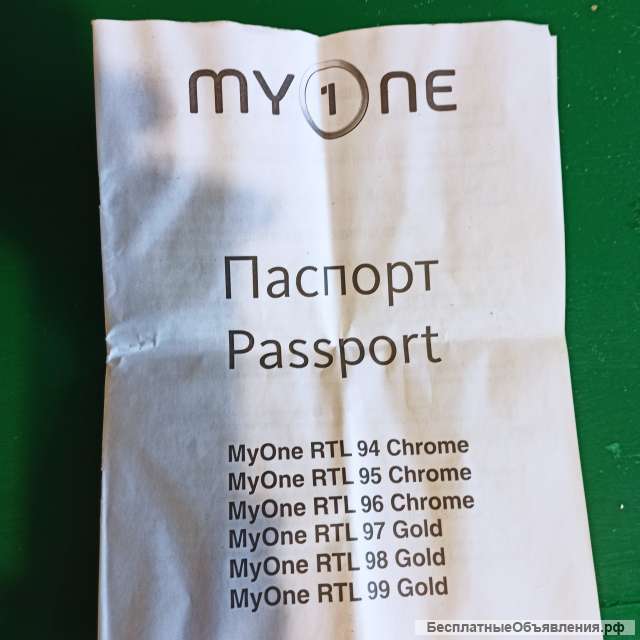 MY1NE
Паспорт
Passport
MyOne RTL 94 Chrome
MyOne RTL 95 Chrome
MyOne RTL 96 Chrome
MyOne RTL 97 Gold
MyOne RTL 98 Gold
MyOne RTL 99 Gold
БесплатныеОбъявления.рф